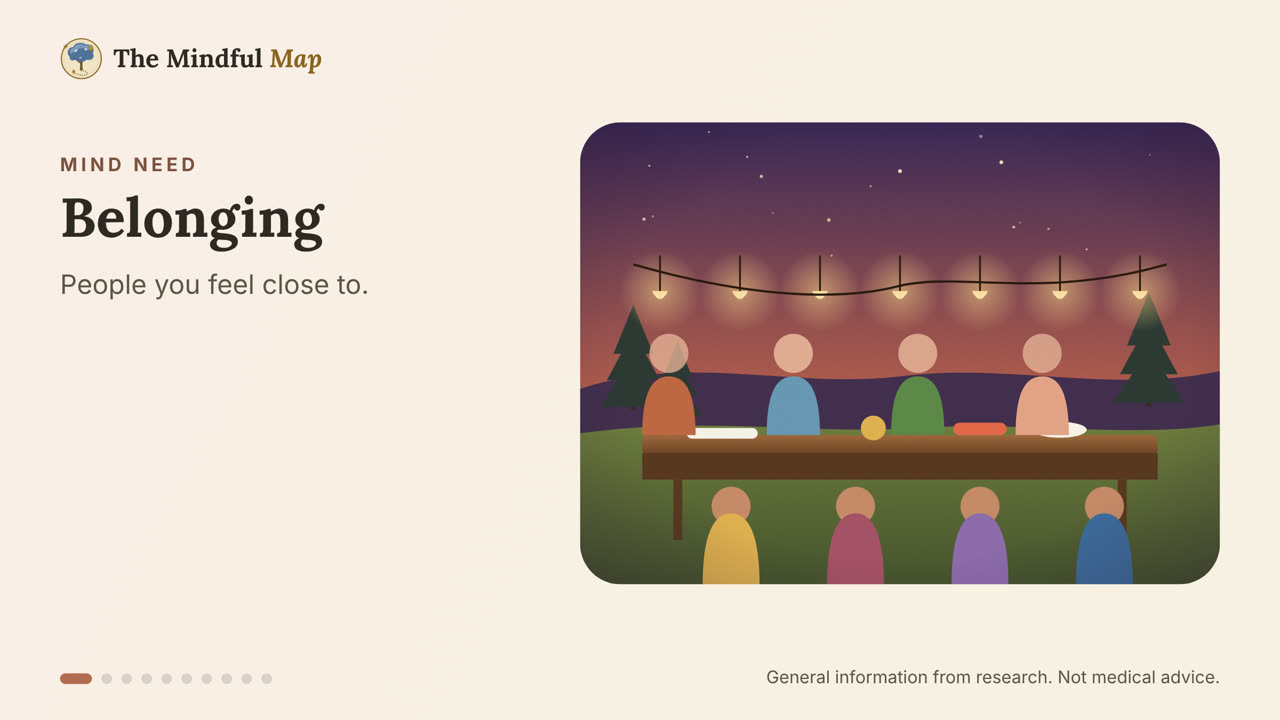 The Mindful Map
MIND NEED
Belonging
People you feel close to.
General information from research. Not medical advice.